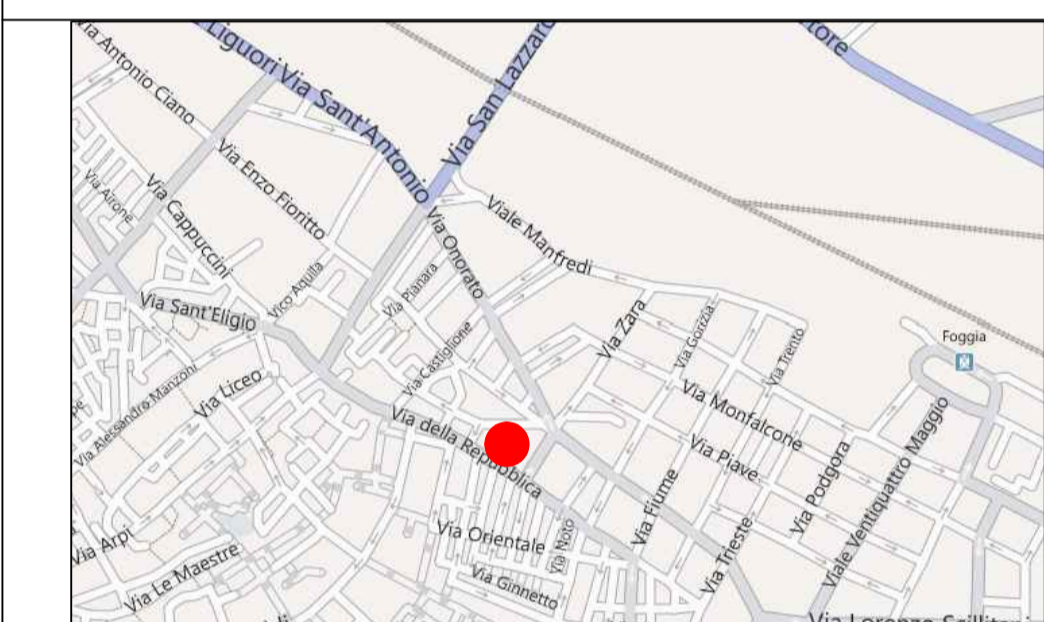 Liguori
Via Sant'Antonio
Via San Lazzaro
tore
Via Antonio Ciano
Via Enzo Fioritto
Via Airone
Via Cappuccini
Viale Manfredi
Via Onorato
Vico Aquila
Via Pianara
Via Sant'Eligio
Via Zara
Via Gorizia
Via Trento
Foggia
Via Castiglione
Via Alessandro Manzoni
Via Liceo
Via Monfalcone
Via della Repubblica
Via Piave
Via Podgora
Viale Ventiquattro Maggio
Via Fiume
Via Orientale
Via Noto
Via Trieste
Via Arpi
Via Le Maestre
Via Ginnetto